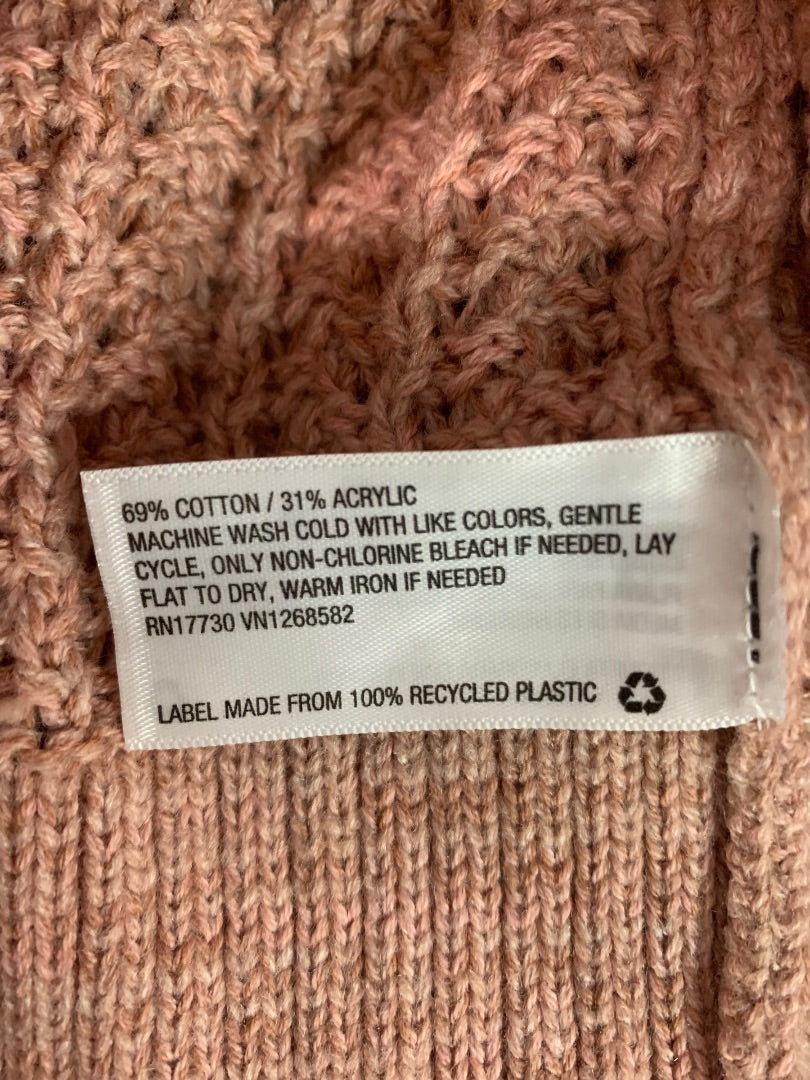 69% COTTON / 31% ACRYLIC
MACHINE WASH COLD WITH LIKE COLORS, GENTLE
CYCLE, ONLY NON-CHLORINE BLEACH IF NEEDED, LAY
FLAT TO DRY, WARM IRON IF NEEDED
RN17730 VN1268582
LABEL MADE FROM 100% RECYCLED PLASTIC